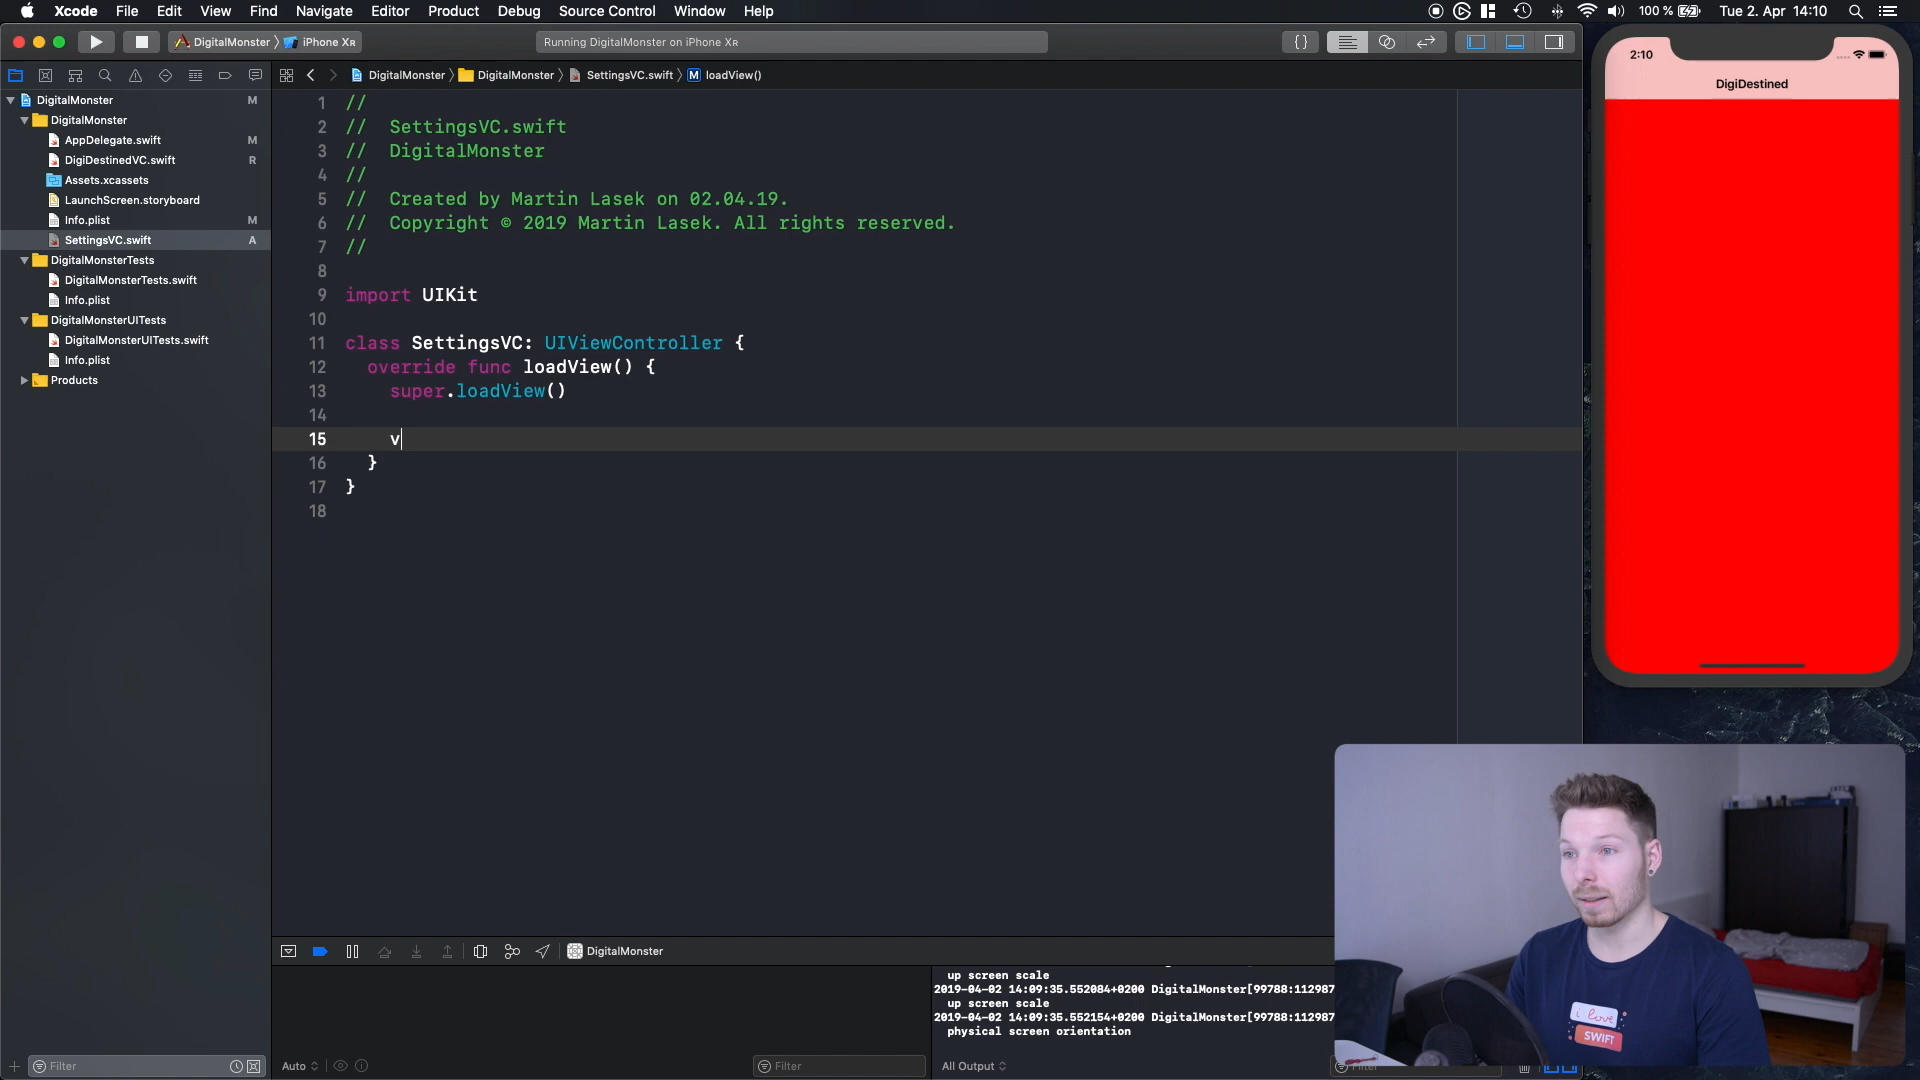 Xcode File Edit View Find Navigate Editor Product Debug Source Control Window Help
100 % Tue 2. Apr 14:10
DigitalMonster iPhone XR
Running DigitalMonster on iPhone XR
DigitalMonster DigitalMonster SettingsVC.swift M loadView()
DigitalMonster M
DigitalMonster
AppDelegate.swift M
DigiDestinedVC.swift R
Assets.xcassets
LaunchScreen.storyboard
Info.plist M
SettingsVC.swift A
DigitalMonsterTests
DigitalMonsterTests.swift
Info.plist
DigitalMonsterUITests
DigitalMonsterUITests.swift
Info.plist
Products
1 //
2 //  SettingsVC.swift
3 //  DigitalMonster
4 //
5 //  Created by Martin Lasek on 02.04.19.
6 //  Copyright © 2019 Martin Lasek. All rights reserved.
7 //
8
9 import UIKit
10
11 class SettingsVC: UIViewController {
12   override func loadView() {
13     super.loadView()
14
15     v
16   }
17 }
18
2:10
DigiDestined
DigitalMonster
up screen scale
2019-04-02 14:09:35.552084+0200 DigitalMonster[99788:112987
up screen scale
2019-04-02 14:09:35.552154+0200 DigitalMonster[99788:112987
physical screen orientation
Filter
Auto
Filter
All Output
Filter
i love
SWIFT